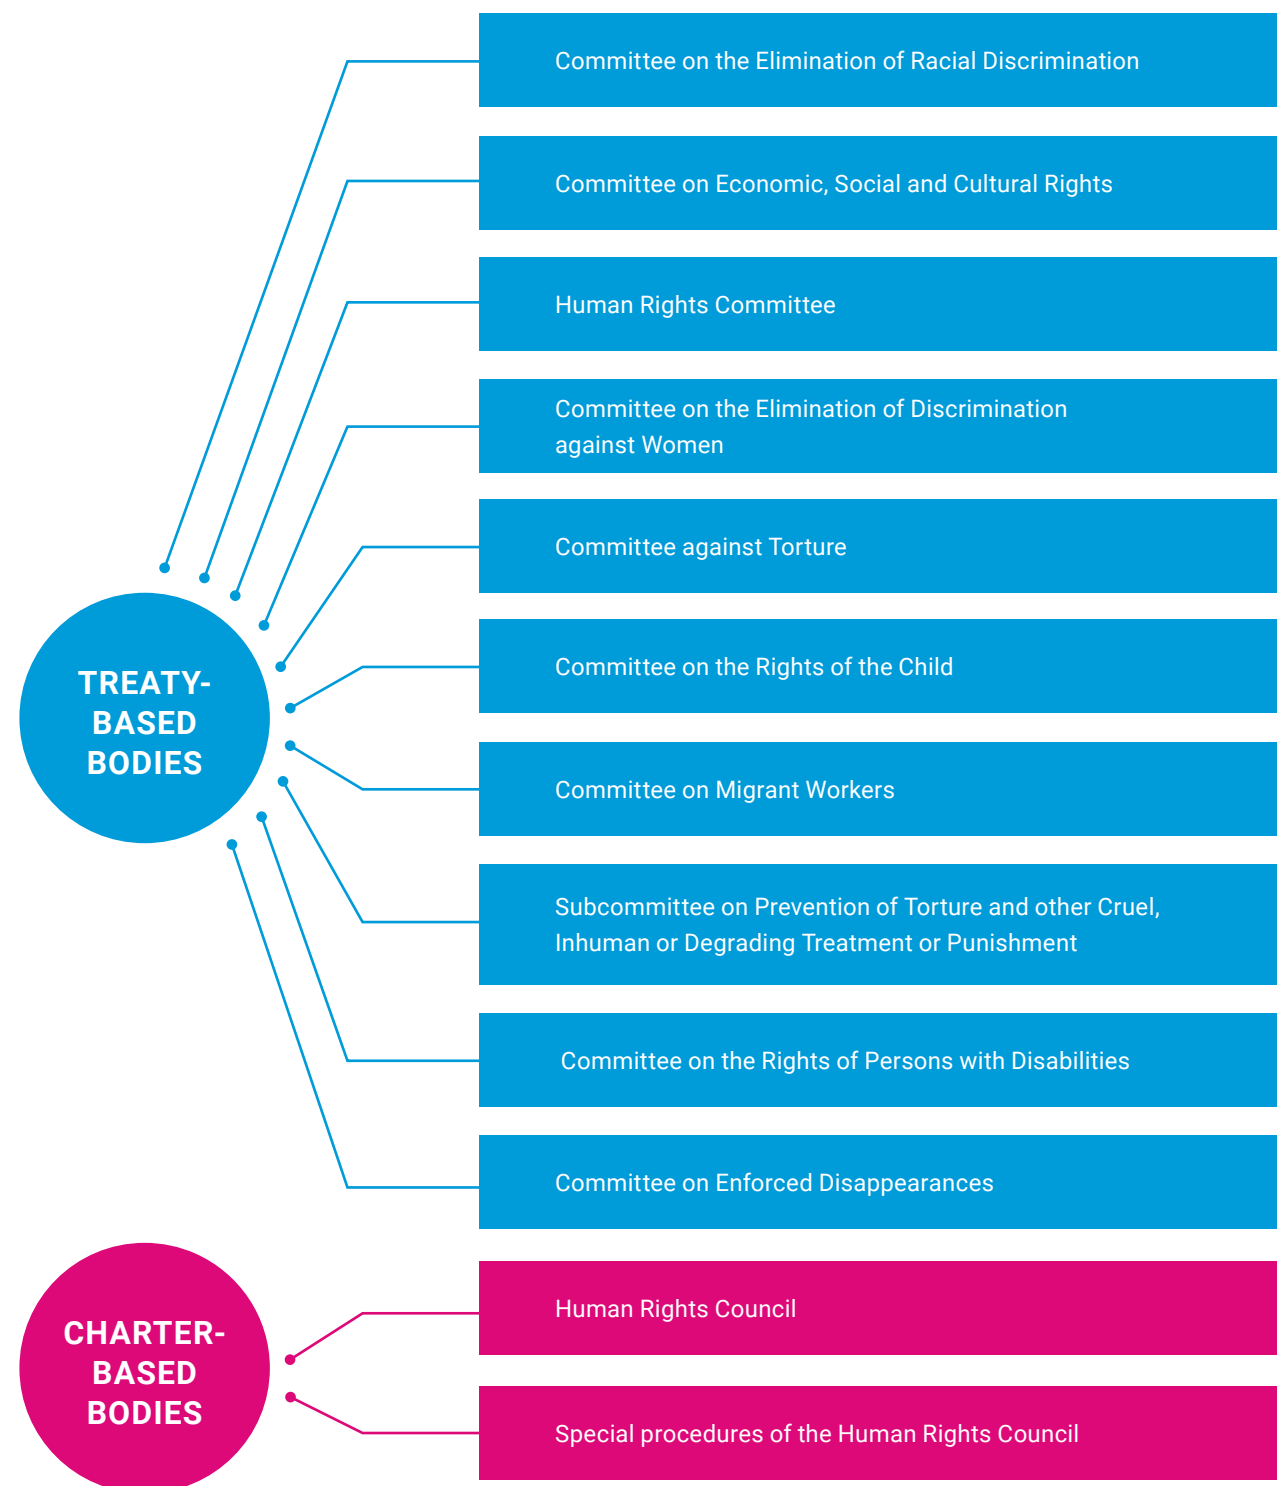 Committee on the Elimination of Racial Discrimination
Committee on Economic, Social and Cultural Rights
Human Rights Committee
Committee on the Elimination of Discrimination
against Women
Committee against Torture
TREATY-
BASED
BODIES
Committee on the Rights of the Child
Committee on Migrant Workers
Subcommittee on Prevention of Torture and other Cruel,
Inhuman or Degrading Treatment or Punishment
Committee on the Rights of Persons with Disabilities
Committee on Enforced Disappearances
CHARTER-
BASED
BODIES
Human Rights Council
Special procedures of the Human Rights Council